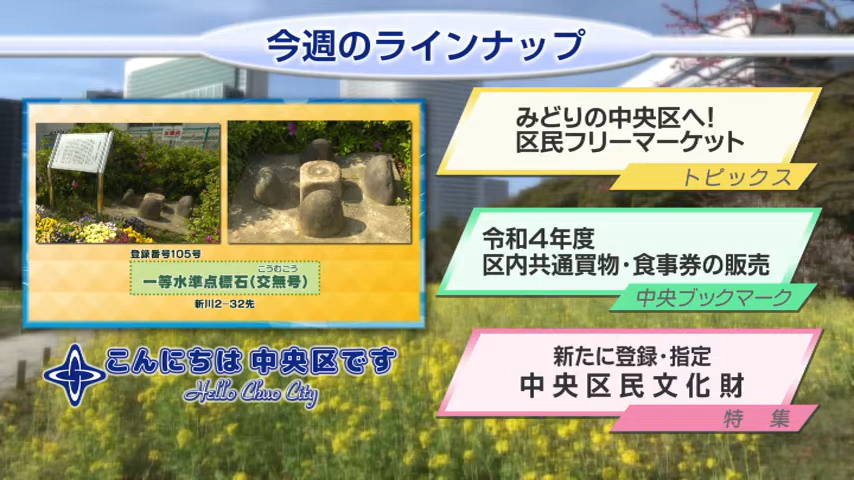 今週のラインナップ
みどりの中央区へ!
区民フリーマーケット
トピックス
登録番号105号
こうむこう
一等水準点標石(交無号)
新川2-32先
令和4年度
区内共通買物・食事券の販売
中央ブックマーク
こんにちは 中央区です
Hello Chuo City
新たに登録・指定
中央区民文化財
特集